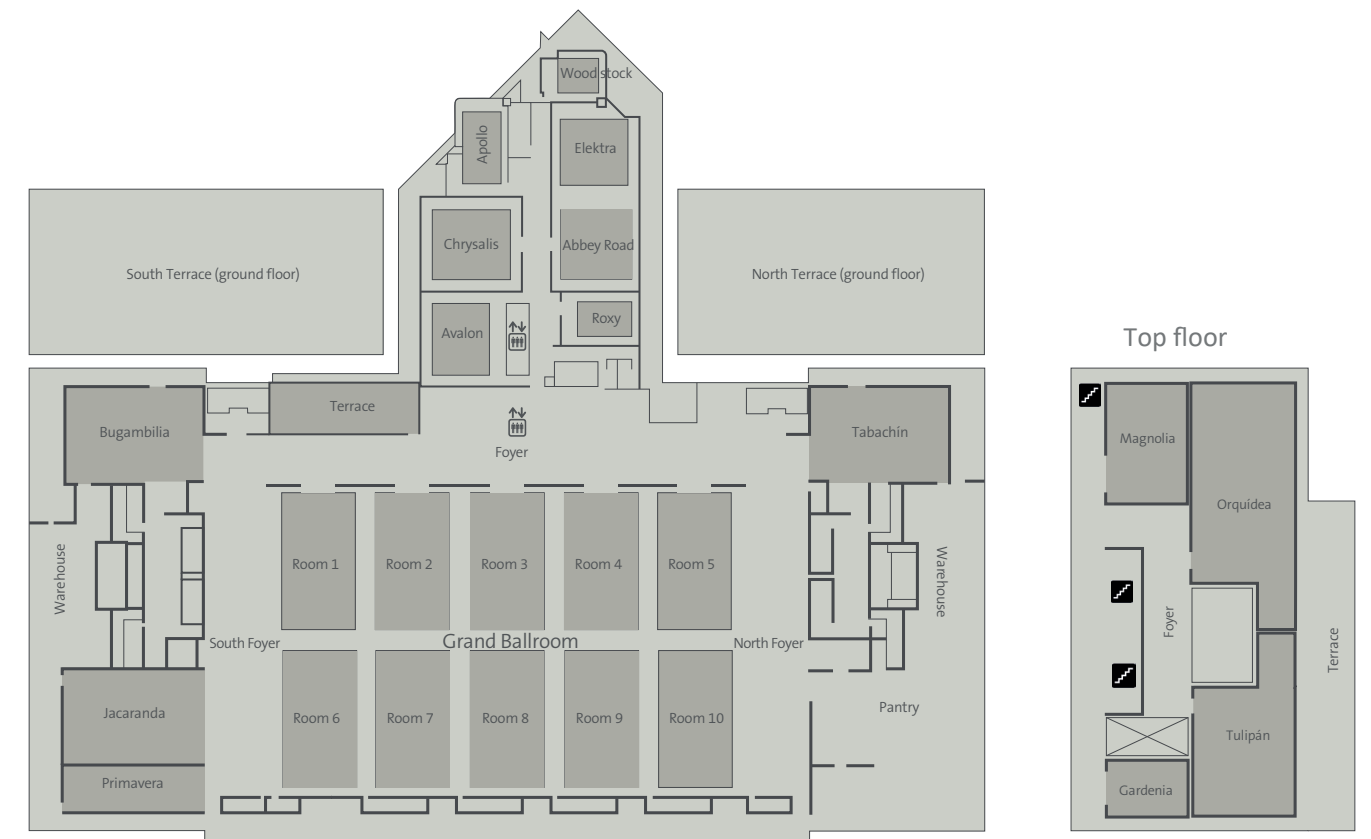 Wood stock
Apollo
Elektra
Chrysalis
Abbey Road
South Terrace (ground floor)
North Terrace (ground floor)
Avalon
Roxy
Top floor
Terrace
Bugambilia
Tabachín
Foyer
Magnolia
Orquídea
Warehouse
Room 1
Room 2
Room 3
Room 4
Room 5
Warehouse
Foyer
Terrace
South Foyer
Grand Ballroom
North Foyer
Jacaranda
Room 6
Room 7
Room 8
Room 9
Room 10
Pantry
Tulipán
Primavera
Gardenia